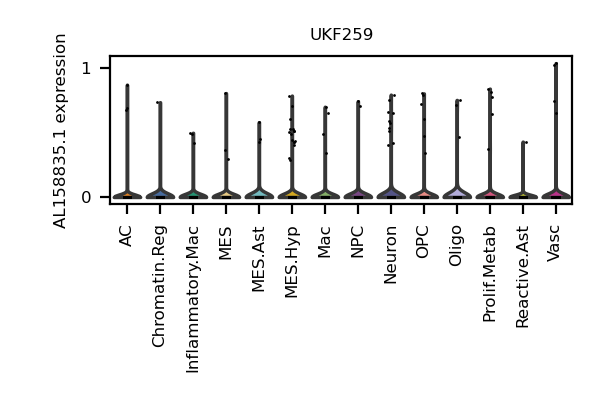 UKF259
AL158835.1 expression
1
0
AC
Chromatin.Reg
Inflammatory.Mac
MES
MES.Ast
MES.Hyp
Mac
NPC
Neuron
OPC
Oligo
Prolif.Metab
Reactive.Ast
Vasc